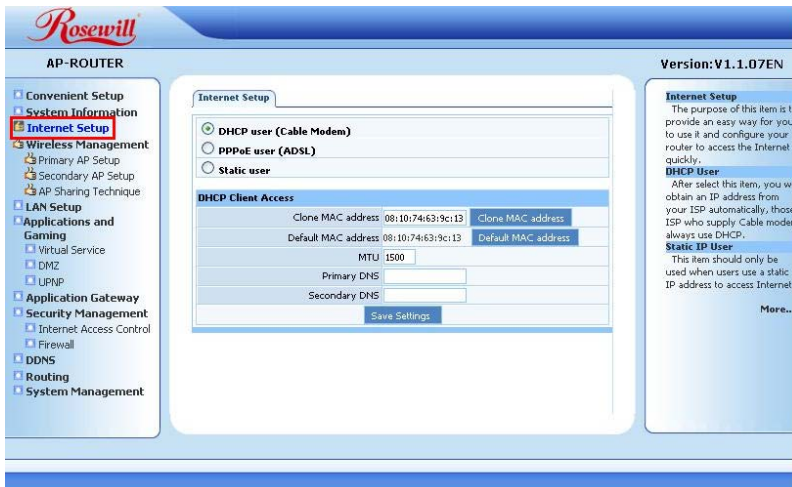 Rosewill
AP-ROUTER
Version:V1.1.07EN
Convenient Setup
System Information
Internet Setup
Wireless Management
Primary AP Setup
Secondary AP Setup
AP Sharing Technique
LAN Setup
Applications and
Gaming
Virtual Service
DMZ
UPNP
Application Gateway
Security Management
Internet Access Control
Firewall
DDNS
Routing
System Management
Internet Setup
DHCP user (Cable Modem)
PPPoE user (ADSL)
Static user
DHCP Client Access
Clone MAC address 08:10:74:63:9c:13 Clone MAC address
Default MAC address 08:10:74:63:9c:13 Default MAC address
MTU 1500
Primary DNS
Secondary DNS
Save Settings
Internet Setup
The purpose of this item is t
provide an easy way for you
to use it and configure your
router to access the Internet
quickly.
DHCP User
After select this item, you w
obtain an IP address from
your ISP automatically, those
ISP who supply Cable moder
always use DHCP.
Static IP User
This item should only be
used when users use a static
IP address to access Internet
More..